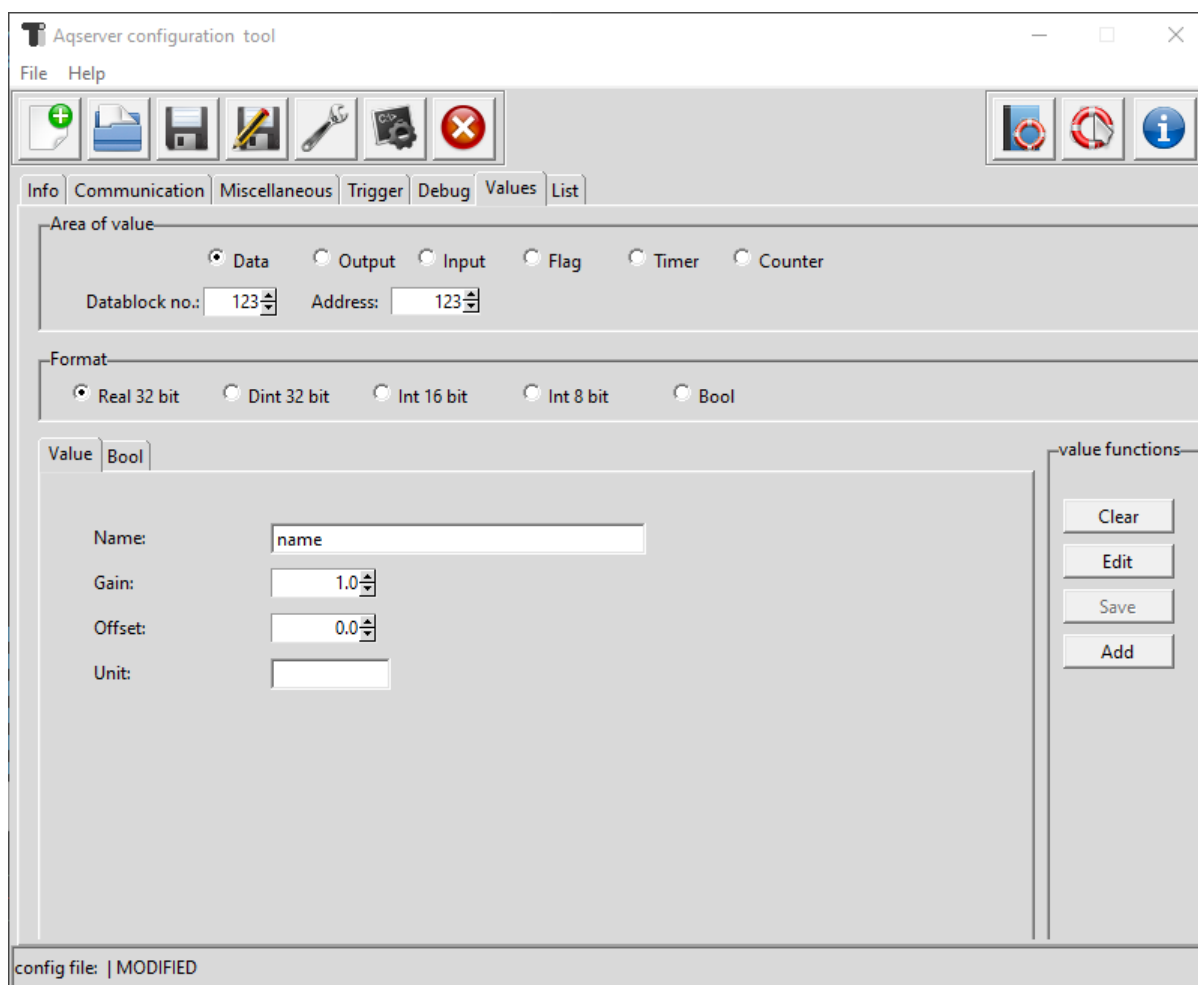 Aqserver configuration tool
File Help
Info Communication Miscellaneous Trigger Debug Values List
Area of value
Data Output Input Flag Timer Counter
Datablock no.: 123 Address: 123
Format
Real 32 bit Dint 32 bit Int 16 bit Int 8 bit Bool
Value Bool
value functions
Name: name
Gain: 1.0
Offset: 0.0
Unit:
Clear
Edit
Save
Add
config file: | MODIFIED